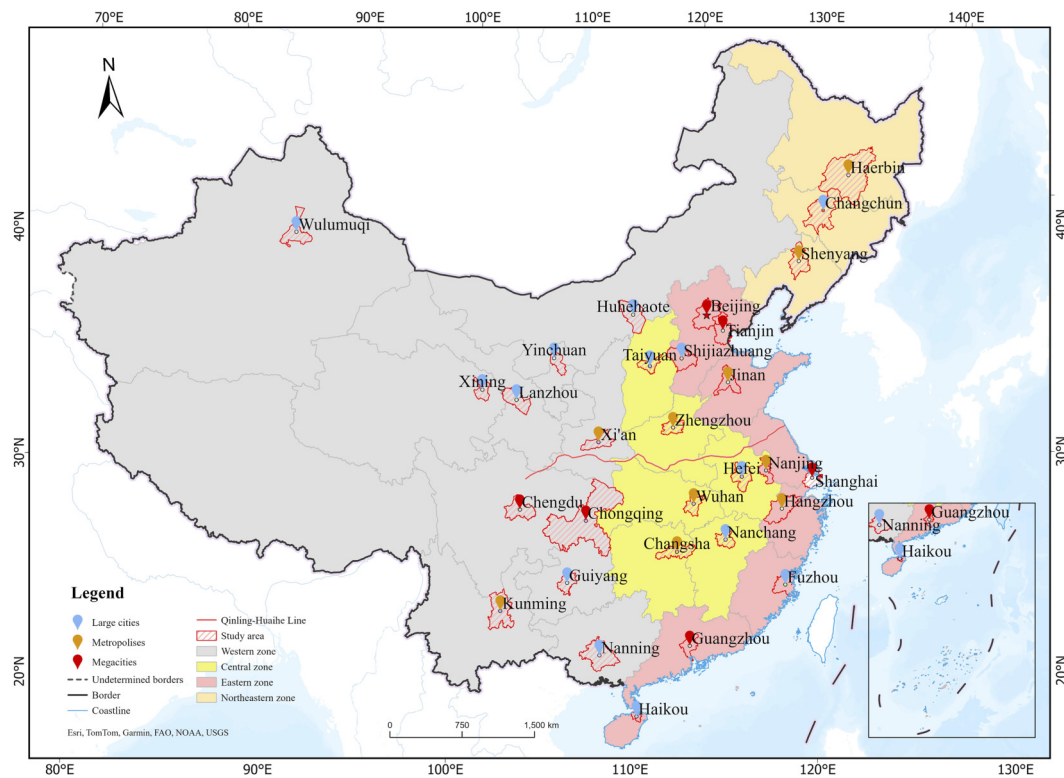 70° 80° 90° 100° 110° 120° 130° 140°
N
Haerbin
Changchun
40°N
40°N
Wulumuqi
Shenyang
Huhehaote
Beijing
Tianjin
Yinchuan
Taiyuan
Shijiazhuang
Xining
Lanzhou
Jinan
Zhengzhou
Xi'an
30°N
30°N
Hefei
Nanjing
Shanghai
Chengdu
Chongqing
Wuhan
Hangzhou
Nanchang
Changsha
Guiyang
Fuzhou
Kunming
Nanning
Guangzhou
Haikou
20°N
20°N
Guangzhou
Nanning
Haikou
Legend
Large cities
Metropolises
Megacities
Undetermined borders
Border
Coastline
Qinling-Huaihe Line
Study area
Western zone
Central zone
Eastern zone
Northeastern zone
Esri, TomTom, Garmin, FAO, NOAA, USGS
0 750 1,500 km
80°E 90°E 100°E 110°E 120°E 130°E